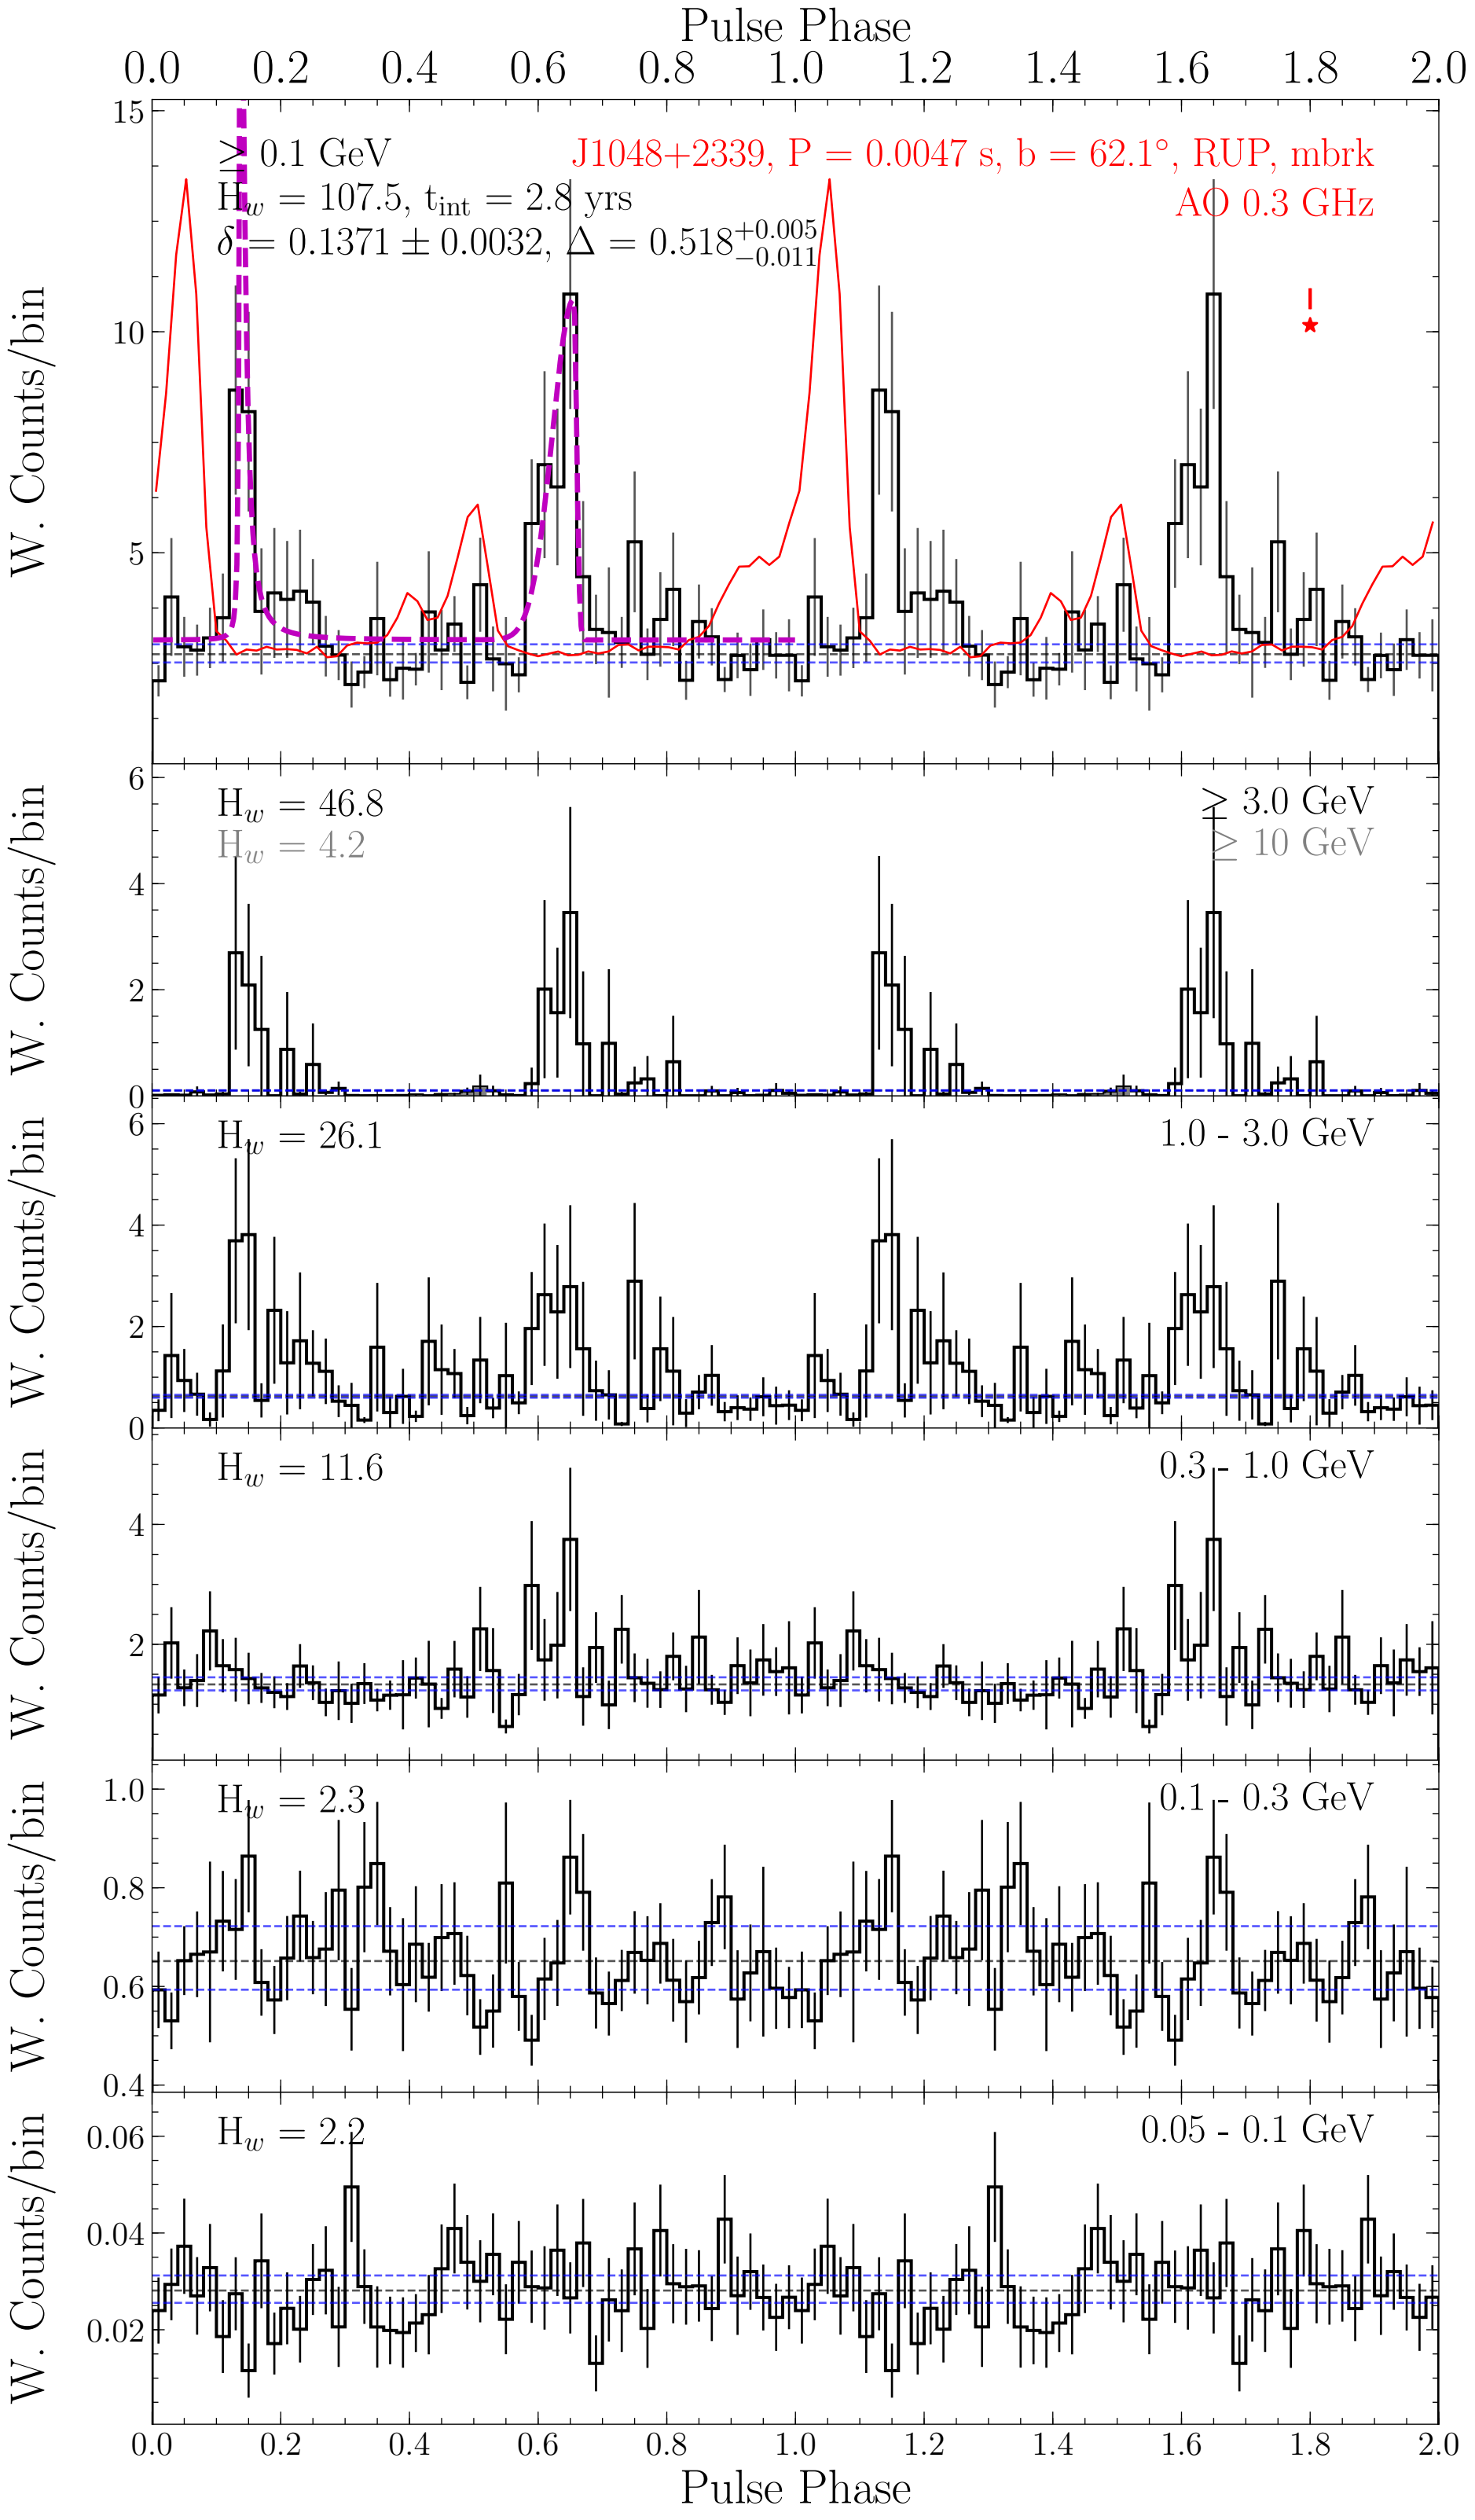 Pulse Phase
0.0 0.2 0.4 0.6 0.8 1.0 1.2 1.4 1.6 1.8 2.0
15
10
5
W. Counts/bin
≥ 0.1 GeV
H_w = 107.5, t_int = 2.8 yrs
δ = 0.1371 ± 0.0032, Δ = 0.518^{+0.005}_{−0.011}
J1048+2339, P = 0.0047 s, b = 62.1°, RUP, mbrk
AO 0.3 GHz
6
4
2
0
W. Counts/bin
H_w = 46.8
H_w = 4.2
≥ 3.0 GeV
≥ 10 GeV
6
4
2
0
W. Counts/bin
H_w = 26.1
1.0 - 3.0 GeV
4
2
W. Counts/bin
H_w = 11.6
0.3 - 1.0 GeV
1.0
0.8
0.6
0.4
W. Counts/bin
H_w = 2.3
0.1 - 0.3 GeV
0.06
0.04
0.02
W. Counts/bin
H_w = 2.2
0.05 - 0.1 GeV
0.0 0.2 0.4 0.6 0.8 1.0 1.2 1.4 1.6 1.8 2.0
Pulse Phase